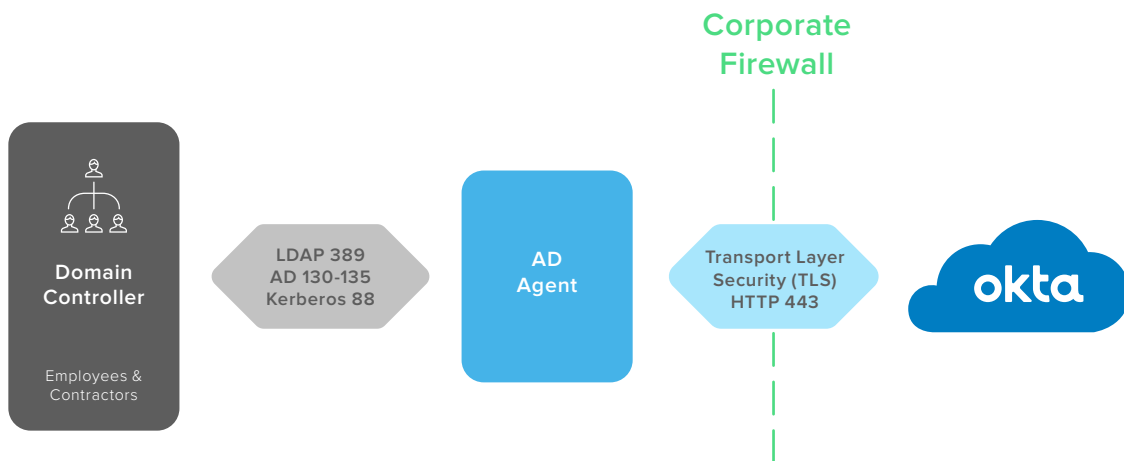 Corporate
Firewall
Domain
Controller
Employees &
Contractors
LDAP 389
AD 130-135
Kerberos 88
AD
Agent
Transport Layer
Security (TLS)
HTTP 443
okta